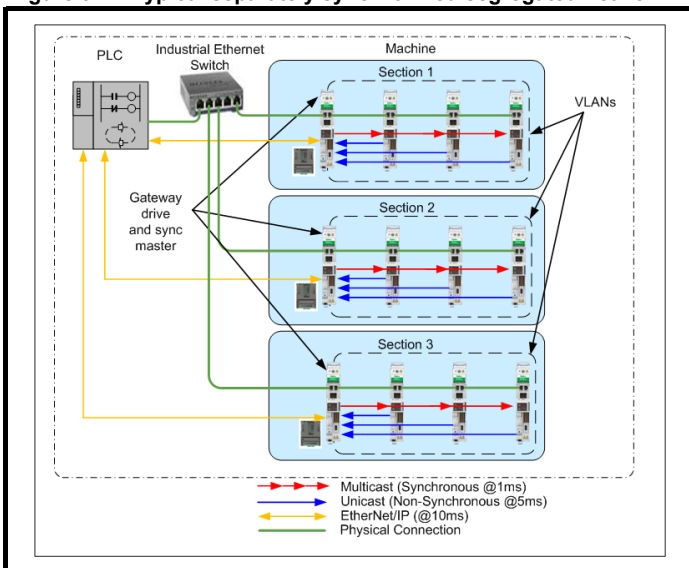 PLC
Industrial Ethernet
Switch
Machine
Section 1
VLANs
Gateway
drive
and sync
master
Section 2
Section 3
Multicast (Synchronous @1ms)
Unicast (Non-Synchronous @5ms)
EtherNet/IP (@10ms)
Physical Connection